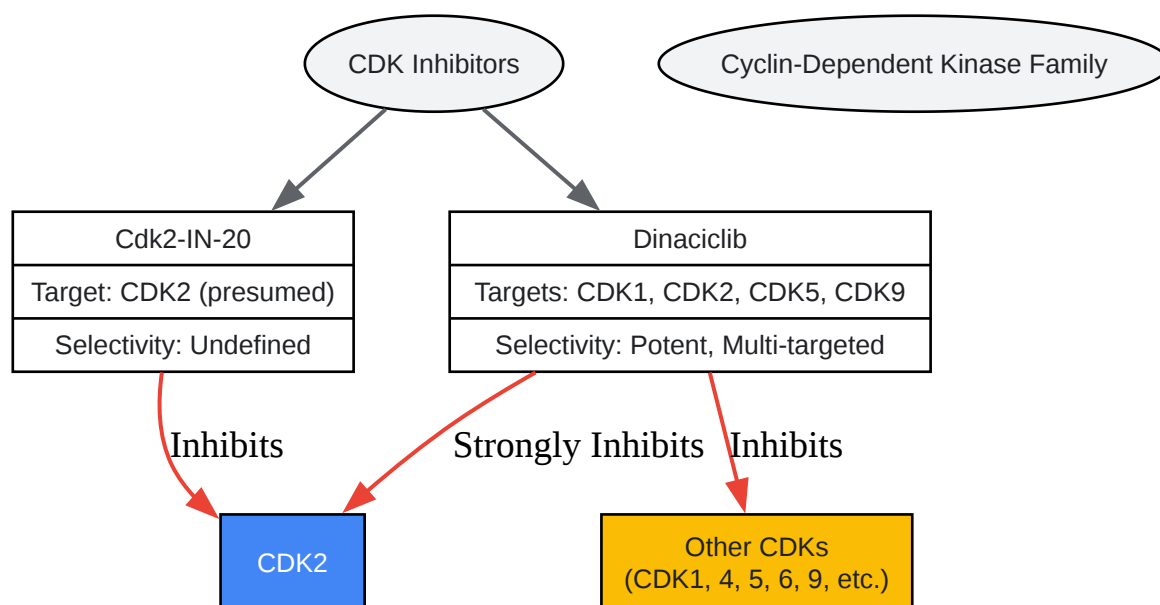 CDK Inhibitors
Cyclin-Dependent Kinase Family
Cdk2-IN-20
Target: CDK2 (presumed)
Selectivity: Undefined
Dinaciclib
Targets: CDK1, CDK2, CDK5, CDK9
Selectivity: Potent, Multi-targeted
Inhibits
Strongly Inhibits
Inhibits
CDK2
Other CDKs
(CDK1, 4, 5, 6, 9, etc.)